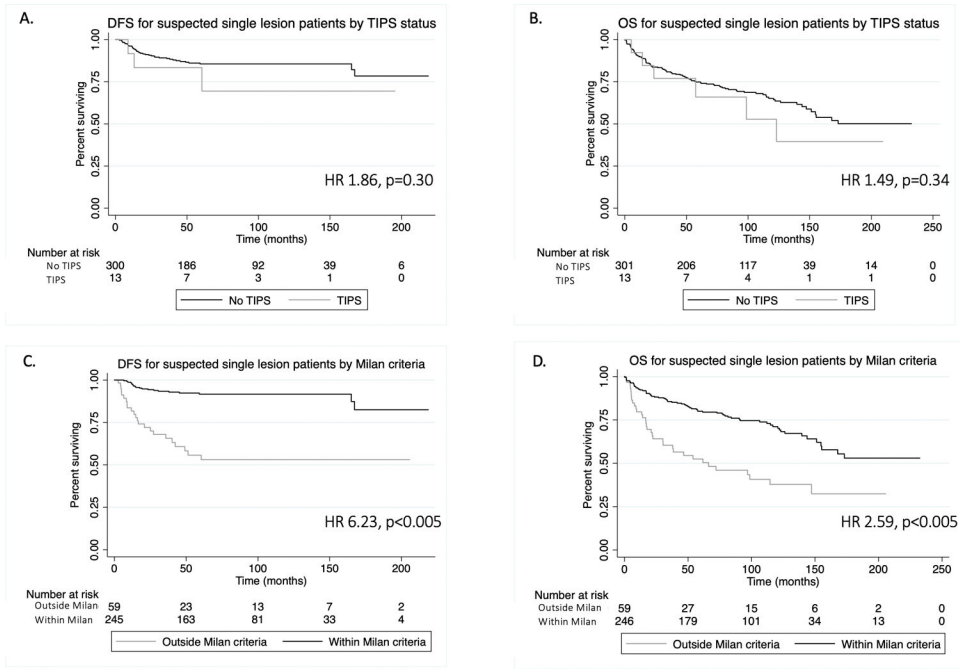 A.
DFS for suspected single lesion patients by TIPS status
Percent surviving
1.00
0.75
0.50
0.25
0.00
HR 1.86, p=0.30
0 50 100 150 200
Time (months)
Number at risk
No TIPS 300 186 92 39 6
TIPS 13 7 3 1 0
No TIPS TIPS
B.
OS for suspected single lesion patients by TIPS status
Percent surviving
1.00
0.75
0.50
0.25
0.00
HR 1.49, p=0.34
0 50 100 150 200 250
Time (months)
Number at risk
No TIPS 301 206 117 39 14 0
TIPS 13 7 4 1 1 0
No TIPS TIPS
C.
DFS for suspected single lesion patients by Milan criteria
Percent surviving
1.00
0.75
0.50
0.25
0.00
HR 6.23, p<0.005
0 50 100 150 200
Time (months)
Number at risk
Outside Milan 59 23 13 7 2
Within Milan 245 163 81 33 4
Outside Milan criteria Within Milan criteria
D.
OS for suspected single lesion patients by Milan criteria
Percent surviving
1.00
0.75
0.50
0.25
0.00
HR 2.59, p<0.005
0 50 100 150 200 250
Time (months)
Number at risk
Outside Milan 59 27 15 6 2 0
Within Milan 246 179 101 34 13 0
Outside Milan criteria Within Milan criteria